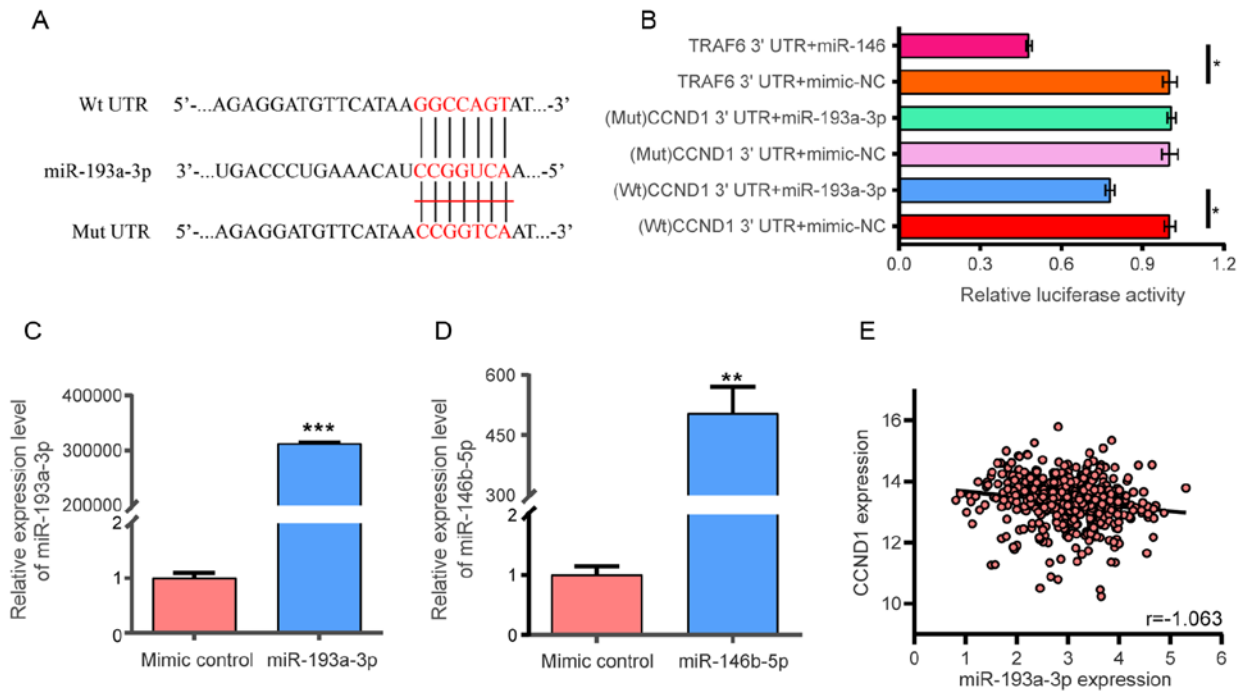 A
Wt UTR 5’-...AGAGGATGTTCATAAGGCCAGTAT...-3’
miR-193a-3p 3’-...UGACCCUGAAACAUCCGGUCAA...-5’
Mut UTR 5’-...AGAGGATGTTCATAACCGGTCAAT...-3’
B
TRAF6 3' UTR+miR-146
TRAF6 3' UTR+mimic-NC
(Mut)CCND1 3' UTR+miR-193a-3p
(Mut)CCND1 3' UTR+mimic-NC
(Wt)CCND1 3' UTR+miR-193a-3p
(Wt)CCND1 3' UTR+mimic-NC
*
*
0.0 0.3 0.6 0.9 1.2
Relative luciferase activity
C
Relative expression level
of miR-193a-3p
400000
300000
200000
2
1
0
***
Mimic control miR-193a-3p
D
Relative expression level
of miR-146b-5p
600
450
300
2
1
0
**
Mimic control miR-146b-5p
E
CCND1 expression
16
14
12
10
r=-1.063
0 1 2 3 4 5 6
miR-193a-3p expression